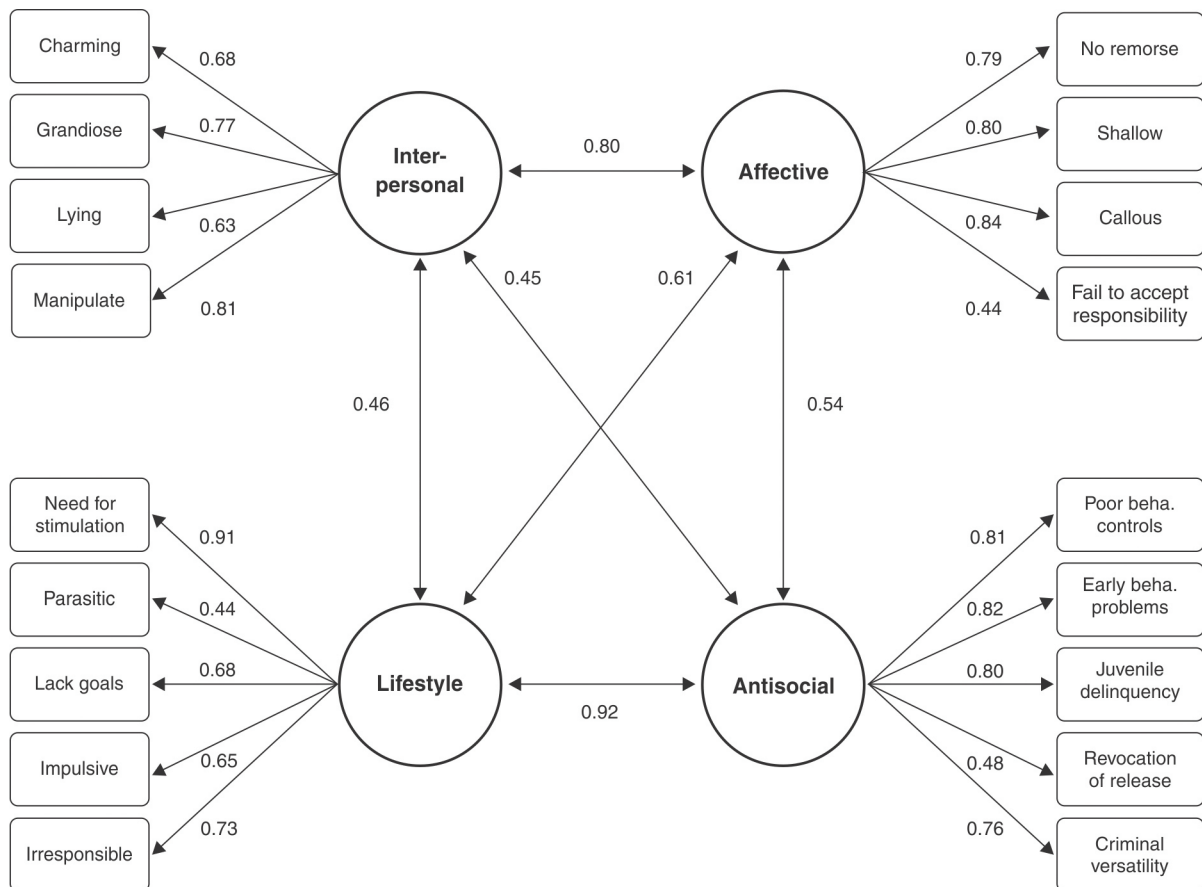 Charming
0.68
Grandiose
0.77
Lying
0.63
Manipulate
0.81
Inter-
personal
0.80
Affective
No remorse
0.79
Shallow
0.80
Callous
0.84
Fail to accept
responsibility
0.44
0.45
0.61
0.46
0.54
Need for
stimulation
0.91
Parasitic
0.44
Lack goals
0.68
Impulsive
0.65
Irresponsible
0.73
Lifestyle
0.92
Antisocial
Poor beha.
controls
0.81
Early beha.
problems
0.82
Juvenile
delinquency
0.80
Revocation
of release
0.48
Criminal
versatility
0.76